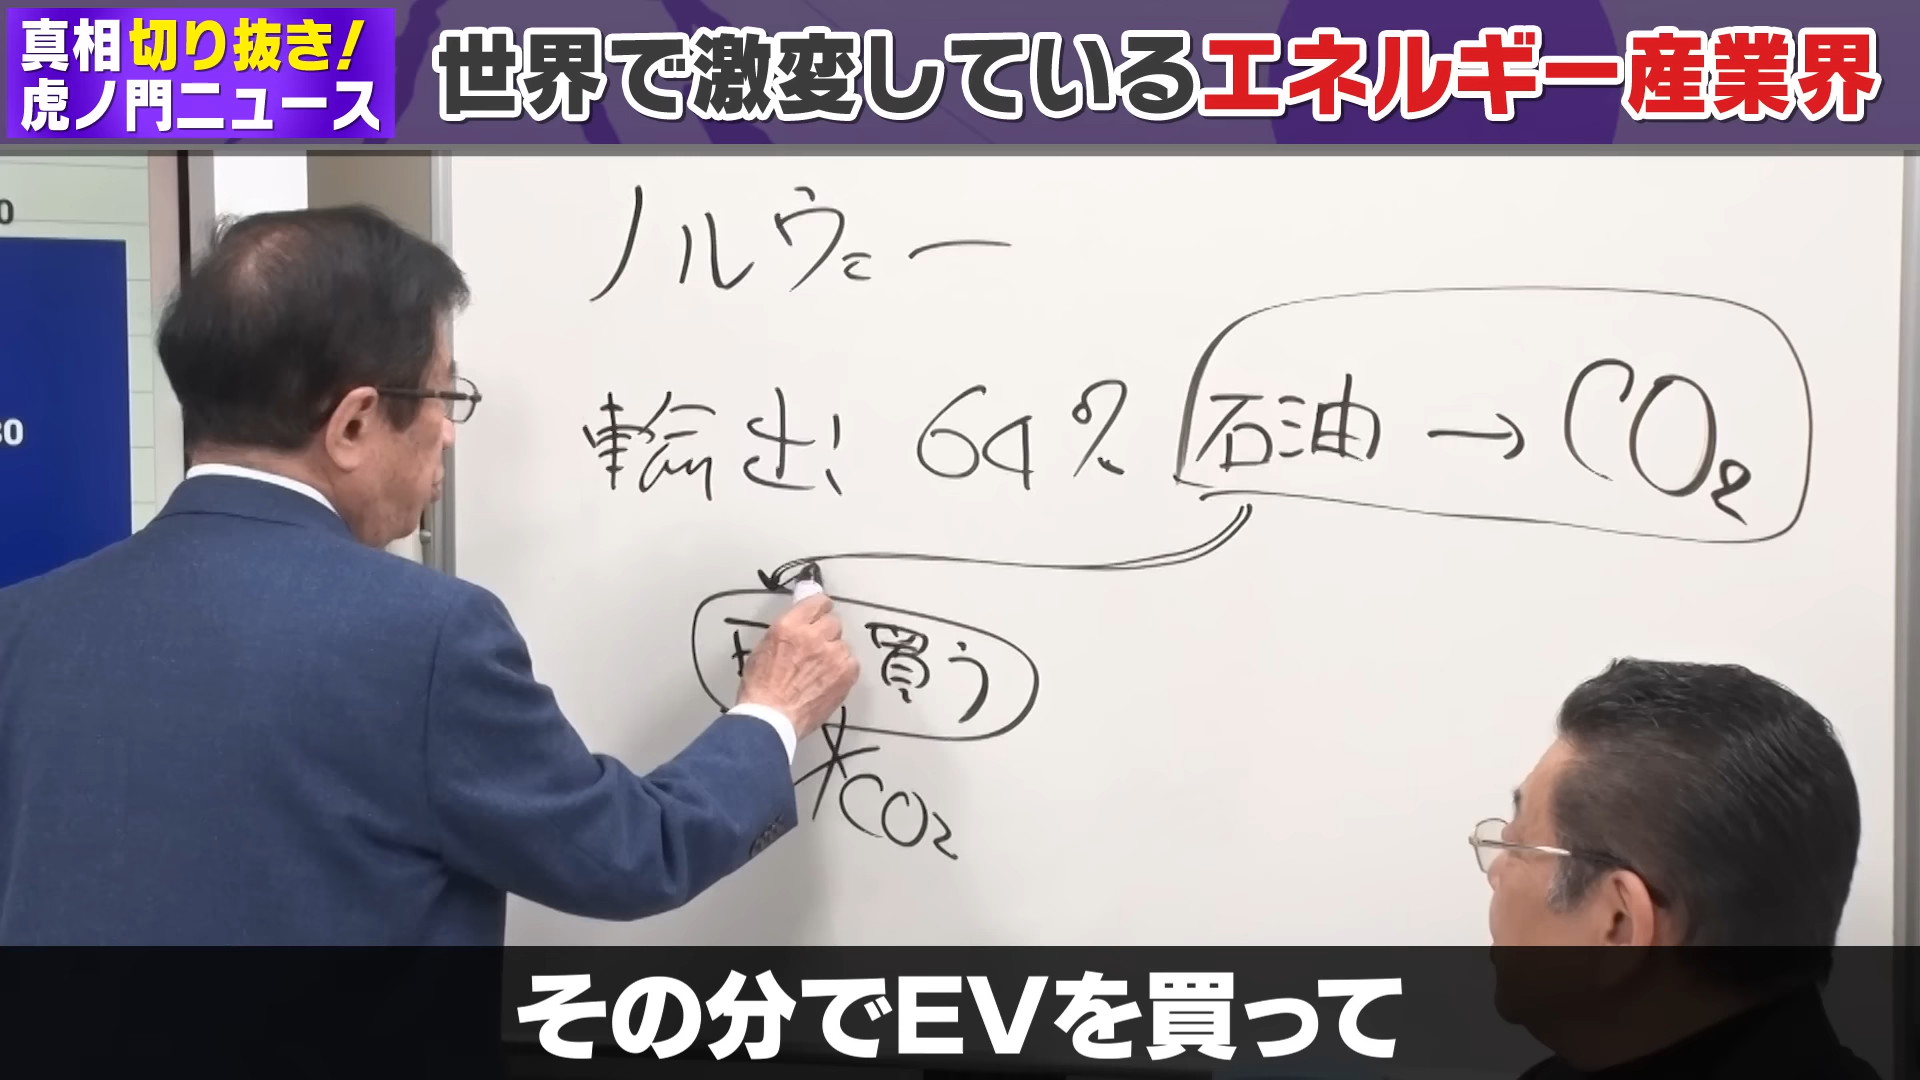 真相切り抜き!
虎ノ門ニュース
世界で激変しているエネルギー産業界
0
30
ノルウェー
輸出! 64% 石油→CO2
買う
CO2
その分でEVを買って